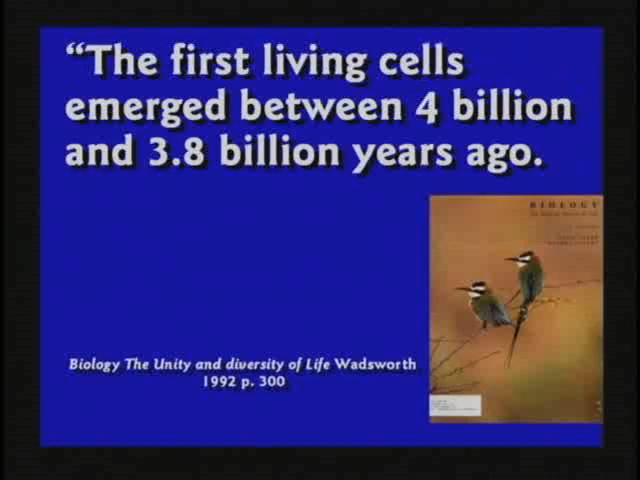 “The first living cells
emerged between 4 billion
and 3.8 billion years ago.
BIOLOGY
Biology The Unity and diversity of Life Wadsworth
1992 p. 300